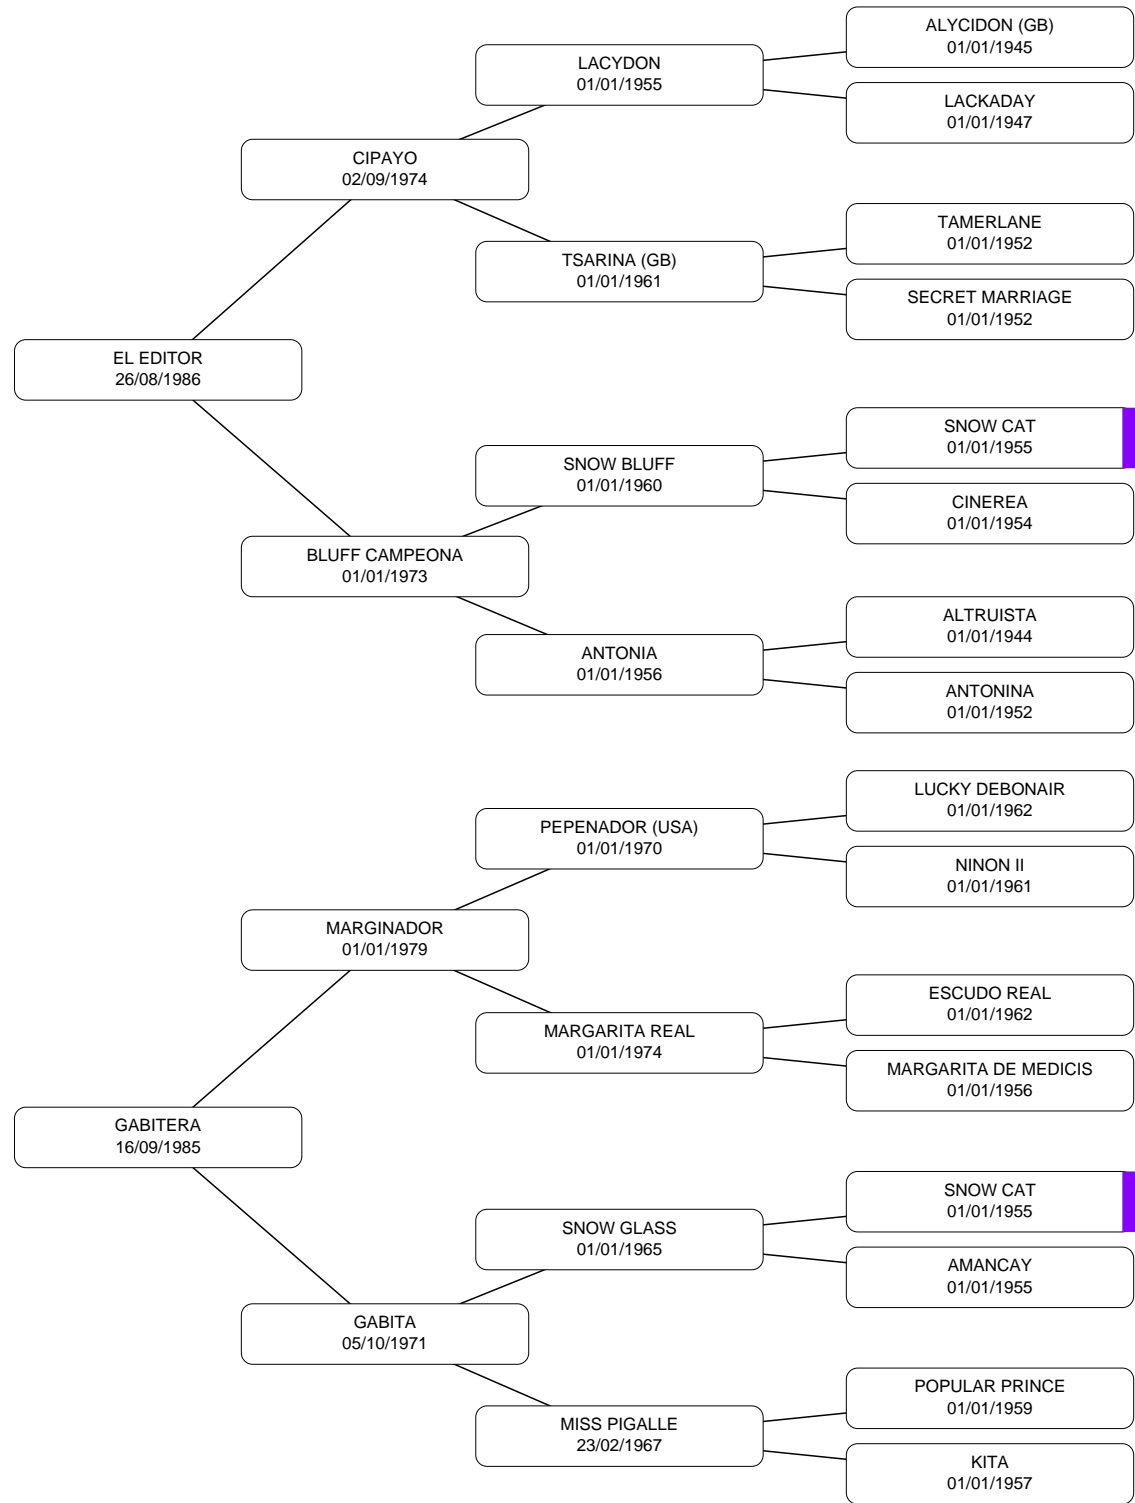 ALYCIDON (GB)
01/01/1945
LACYDON
01/01/1955
LACKADAY
01/01/1947
CIPAYO
02/09/1974
TAMERLANE
01/01/1952
TSARINA (GB)
01/01/1961
SECRET MARRIAGE
01/01/1952
EL EDITOR
26/08/1986
SNOW CAT
01/01/1955
SNOW BLUFF
01/01/1960
CINEREA
01/01/1954
BLUFF CAMPEONA
01/01/1973
ALTRUISTA
01/01/1944
ANTONIA
01/01/1956
ANTONINA
01/01/1952
LUCKY DEBONAIR
01/01/1962
PEPENADOR (USA)
01/01/1970
NINON II
01/01/1961
MARGINADOR
01/01/1979
ESCUDO REAL
01/01/1962
MARGARITA REAL
01/01/1974
MARGARITA DE MEDICIS
01/01/1956
GABITERA
16/09/1985
SNOW CAT
01/01/1955
SNOW GLASS
01/01/1965
AMANCAY
01/01/1955
GABITA
05/10/1971
POPULAR PRINCE
01/01/1959
MISS PIGALLE
23/02/1967
KITA
01/01/1957